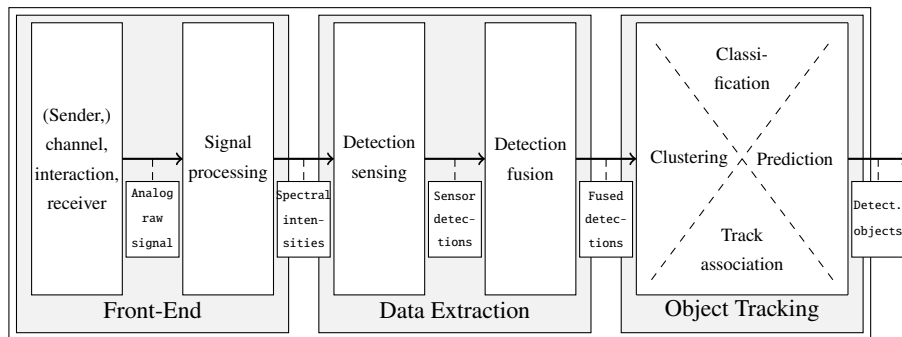 (Sender,)
channel,
interaction,
receiver
Analog
raw
signal
Signal
processing
Spectral
inten-
sities
Front-End
Detection
sensing
Sensor
detec-
tions
Detection
fusion
Fused
detec-
tions
Data Extraction
Classi-
fication
Clustering
Prediction
Track
association
Detect.
objects
Object Tracking